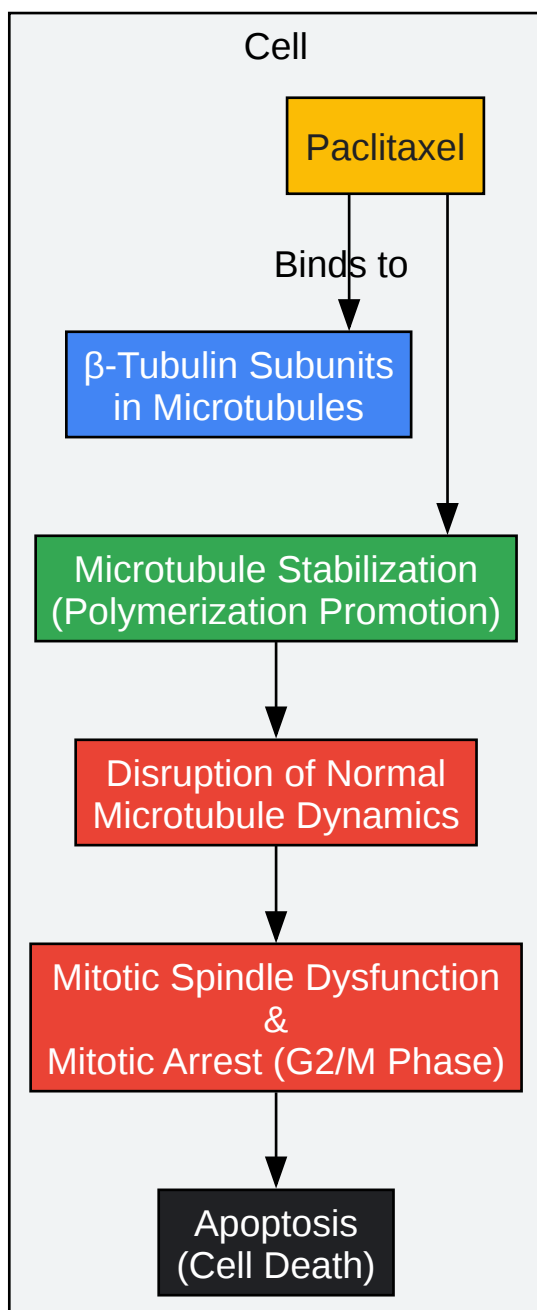 Cell
Paclitaxel
Binds to
β-Tubulin Subunits
in Microtubules
Microtubule Stabilization
(Polymerization Promotion)
Disruption of Normal
Microtubule Dynamics
Mitotic Spindle Dysfunction
&
Mitotic Arrest (G2/M Phase)
Apoptosis
(Cell Death)